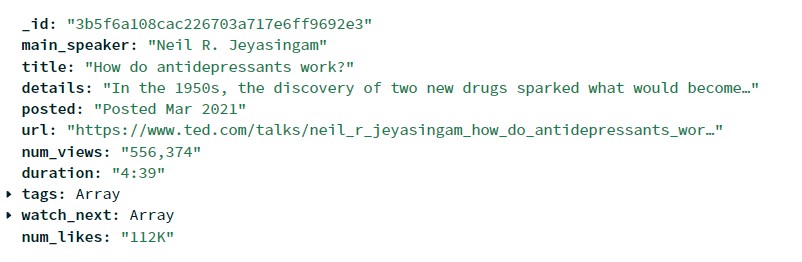 _id: "3b5f6a108cac226703a717e6ff9692e3"
main_speaker: "Neil R. Jeyasingam"
title: "How do antidepressants work?"
details: "In the 1950s, the discovery of two new drugs sparked what would become…"
posted: "Posted Mar 2021"
url: "https://www.ted.com/talks/neil_r_jeyasingam_how_do_antidepressants_wor…"
num_views: "556,374"
duration: "4:39"
tags: Array
watch_next: Array
num_likes: "112K"